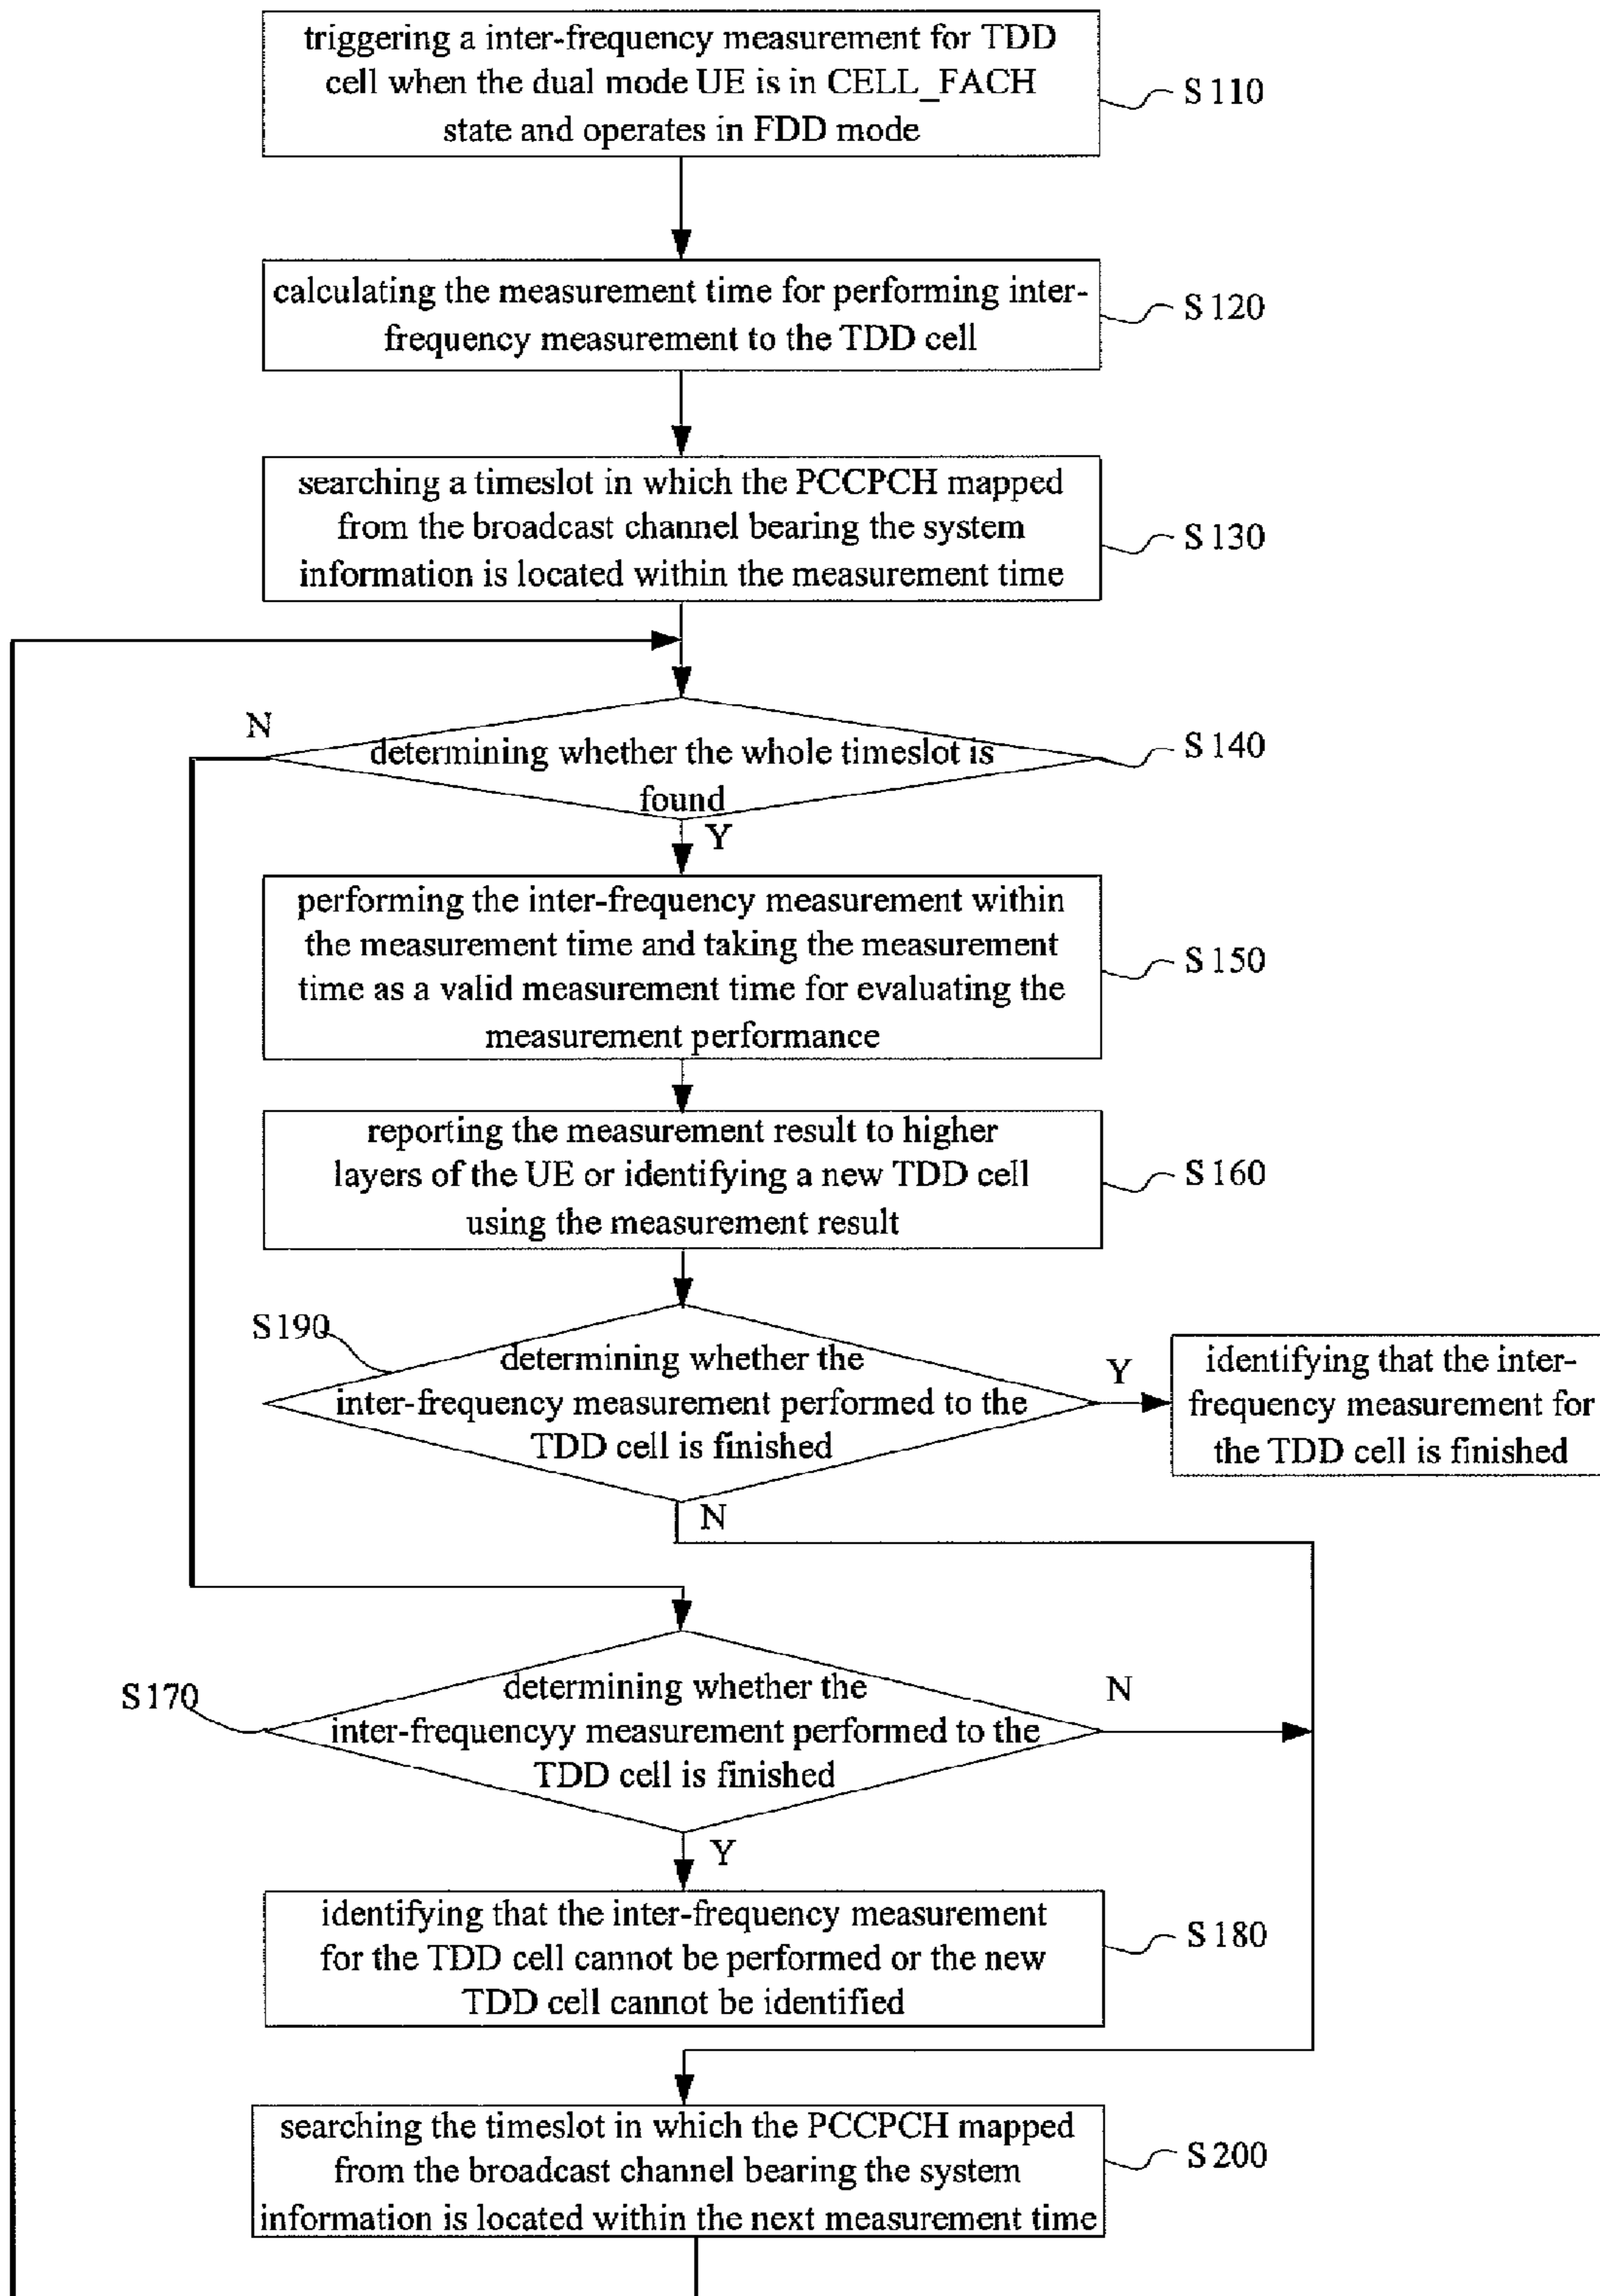 triggering a inter-frequency measurement for TDD
cell when the dual mode UE is in CELL_FACH
state and operates in FDD mode
S110
calculating the measurement time for performing inter-
frequency measurement to the TDD cell
S120
searching a timeslot in which the PCCPCH mapped
from the broadcast channel bearing the system
information is located within the measurement time
S130
N
determining whether the whole timeslot is
found
S140
Y
performing the inter-frequency measurement within
the measurement time and taking the measurement
time as a valid measurement time for evaluating the
measurement performance
S150
reporting the measurement result to higher
layers of the UE or identifying a new TDD cell
using the measurement result
S160
S190
determining whether the
inter-frequency measurement performed to the
TDD cell is finished
Y
identifying that the inter-
frequency measurement for
the TDD cell is finished
N
S170
determining whether the
inter-frequencyy measurement performed to the
TDD cell is finished
N
Y
identifying that the inter-frequency measurement
for the TDD cell cannot be performed or the new
TDD cell cannot be identified
S180
searching the timeslot in which the PCCPCH mapped
from the broadcast channel bearing the system
information is located within the next measurement time
S200